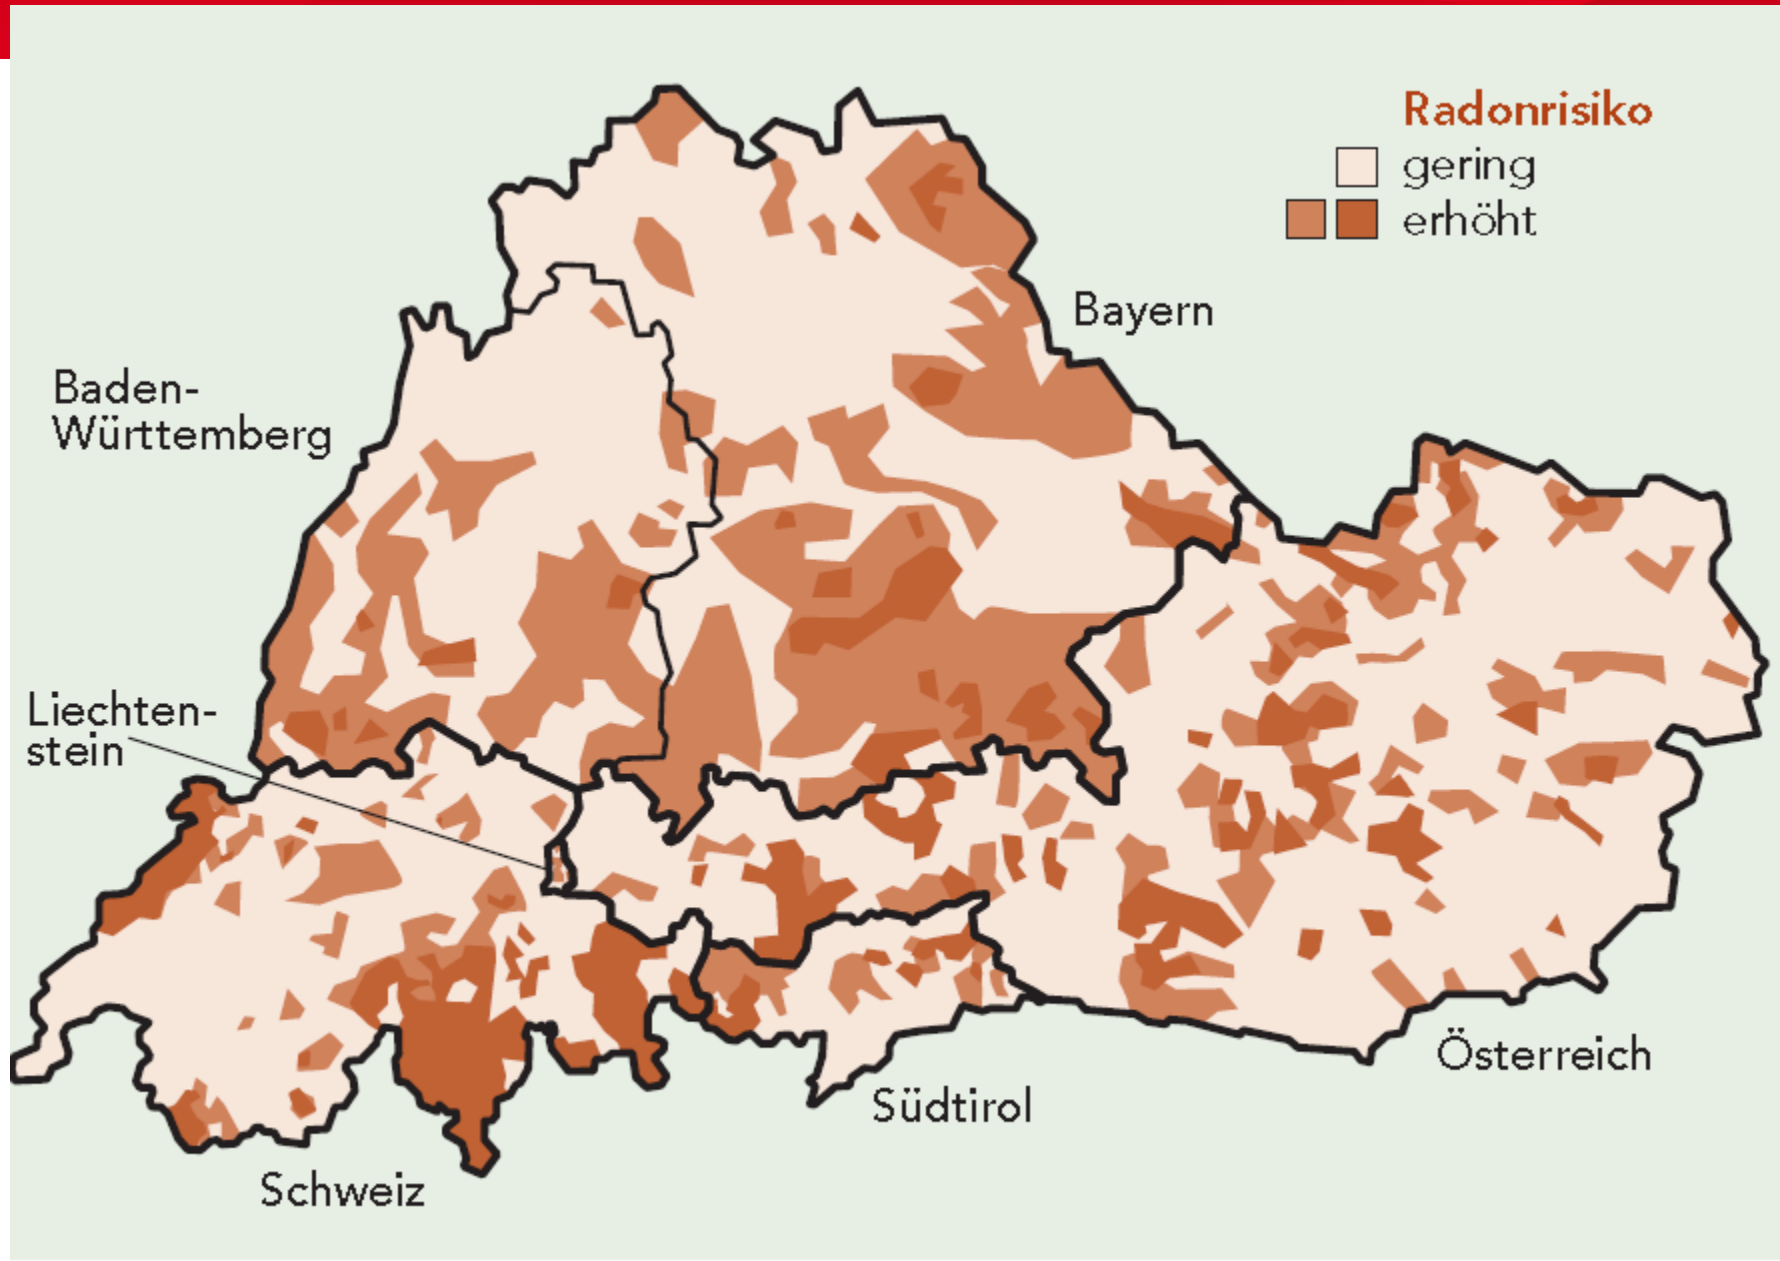 Radonrisiko
gering
erhöht
Bayern
Baden-
Württemberg
Liechten-
stein
Österreich
Südtirol
Schweiz